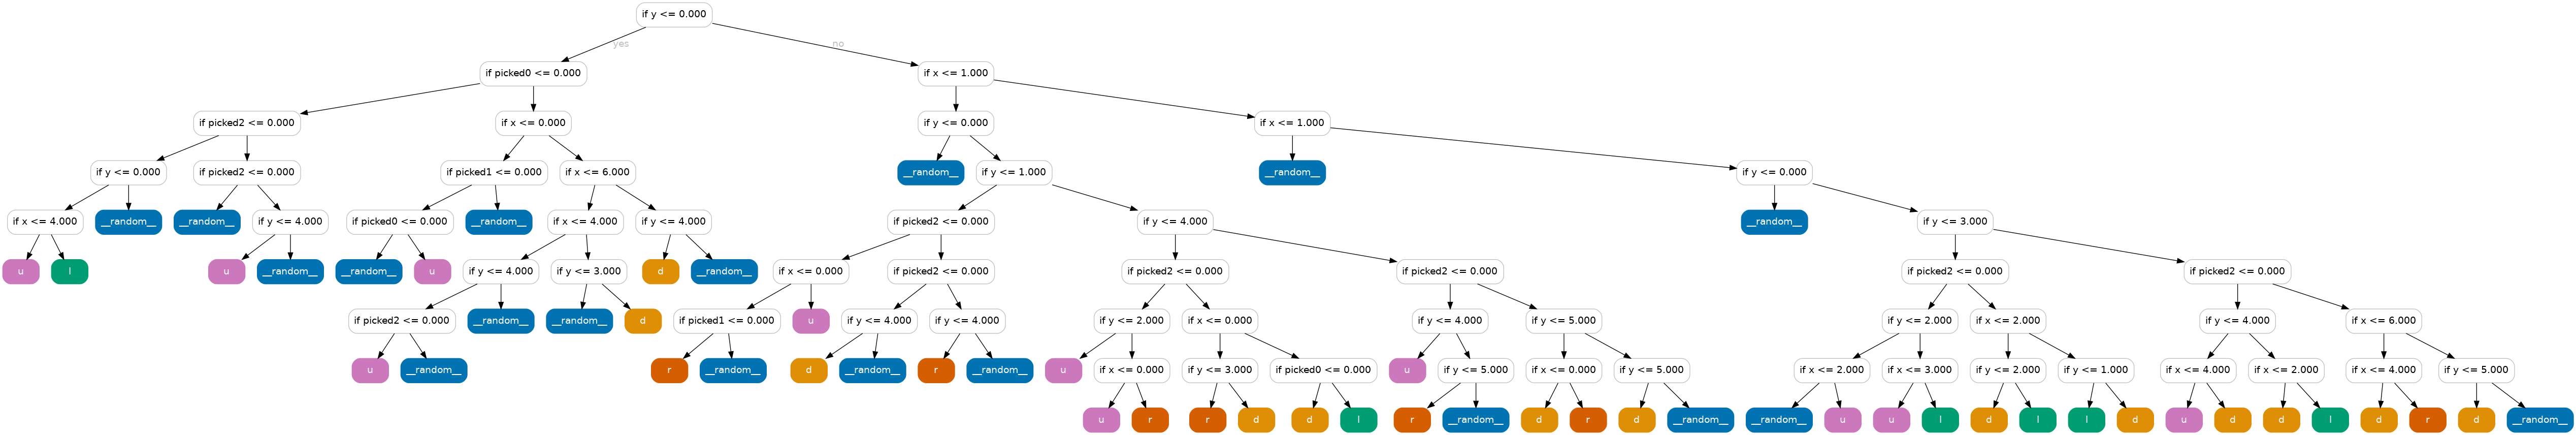 if y <= 0.000
yes
no
if picked0 <= 0.000
if x <= 1.000
if picked2 <= 0.000
if x <= 0.000
if y <= 0.000
if x <= 1.000
if y <= 0.000
if picked2 <= 0.000
if picked1 <= 0.000
if x <= 6.000
__random__
if y <= 1.000
__random__
if y <= 0.000
if x <= 4.000
__random__
__random__
if y <= 4.000
if picked0 <= 0.000
__random__
if x <= 4.000
if y <= 4.000
if picked2 <= 0.000
if y <= 4.000
__random__
if y <= 3.000
u
l
u
__random__
__random__
u
if y <= 4.000
if y <= 3.000
d
__random__
if x <= 0.000
if picked2 <= 0.000
if picked2 <= 0.000
if picked2 <= 0.000
if picked2 <= 0.000
if picked2 <= 0.000
if picked2 <= 0.000
__random__
__random__
d
if picked1 <= 0.000
u
if y <= 4.000
if y <= 4.000
if y <= 2.000
if x <= 0.000
if y <= 4.000
if y <= 5.000
if y <= 2.000
if x <= 2.000
if y <= 4.000
if x <= 6.000
u
__random__
r
__random__
d
__random__
r
__random__
u
if x <= 0.000
if y <= 3.000
if picked0 <= 0.000
u
if y <= 5.000
if x <= 0.000
if y <= 5.000
if x <= 2.000
if x <= 3.000
if y <= 2.000
if y <= 1.000
if x <= 4.000
if x <= 2.000
if x <= 4.000
if y <= 5.000
u
r
r
d
d
l
r
__random__
d
r
d
__random__
__random__
u
u
l
d
l
l
d
u
d
d
l
d
r
d
__random__